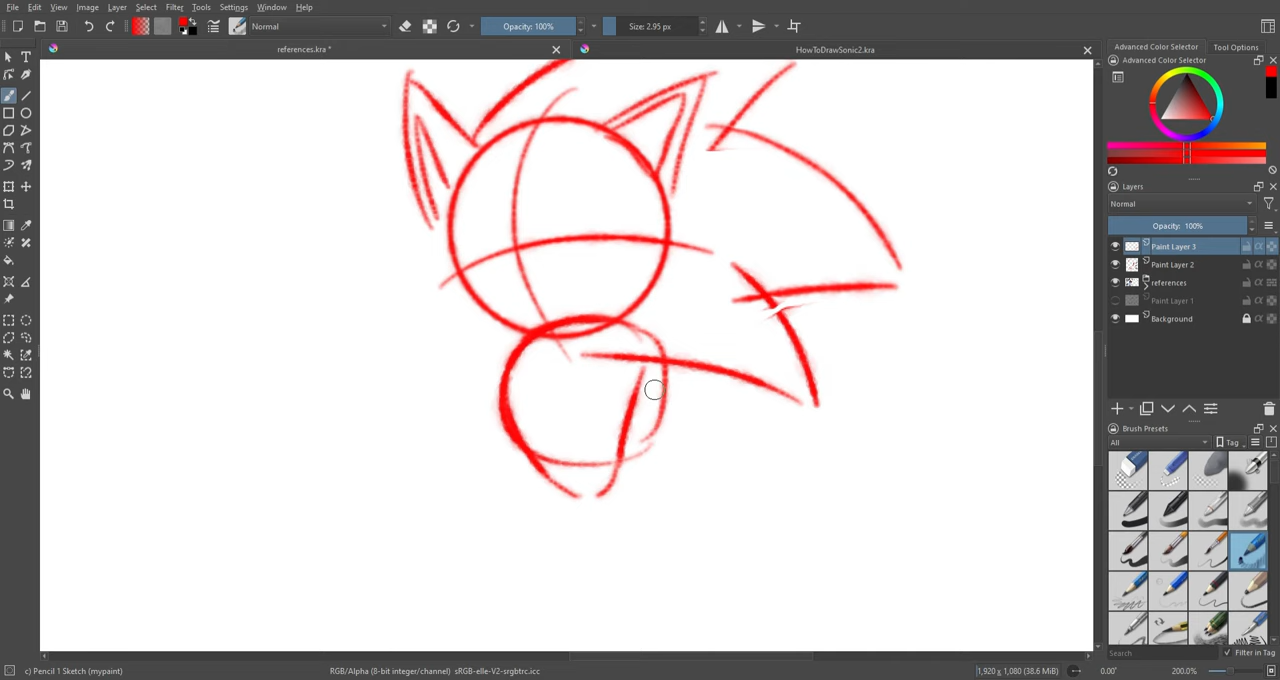 File Edit View Image Layer Select Filter Tools Settings Window Help
Normal Opacity: 100% Size: 2.95 px
references.kra * HowToDrawSonic2.kra
Advanced Color Selector Tool Options
Advanced Color Selector
Layers
Normal
Opacity: 100%
Paint Layer 3
Paint Layer 2
references
Paint Layer 1
Background
Brush Presets
All Tag
Search Filter in Tag
c) Pencil 1 Sketch (mypaint) RGB/Alpha (8-bit integer/channel) sRGB-elle-V2-srgbtrc.icc 1,920 x 1,080 (38.6 MiB) 0.00° 200.0%